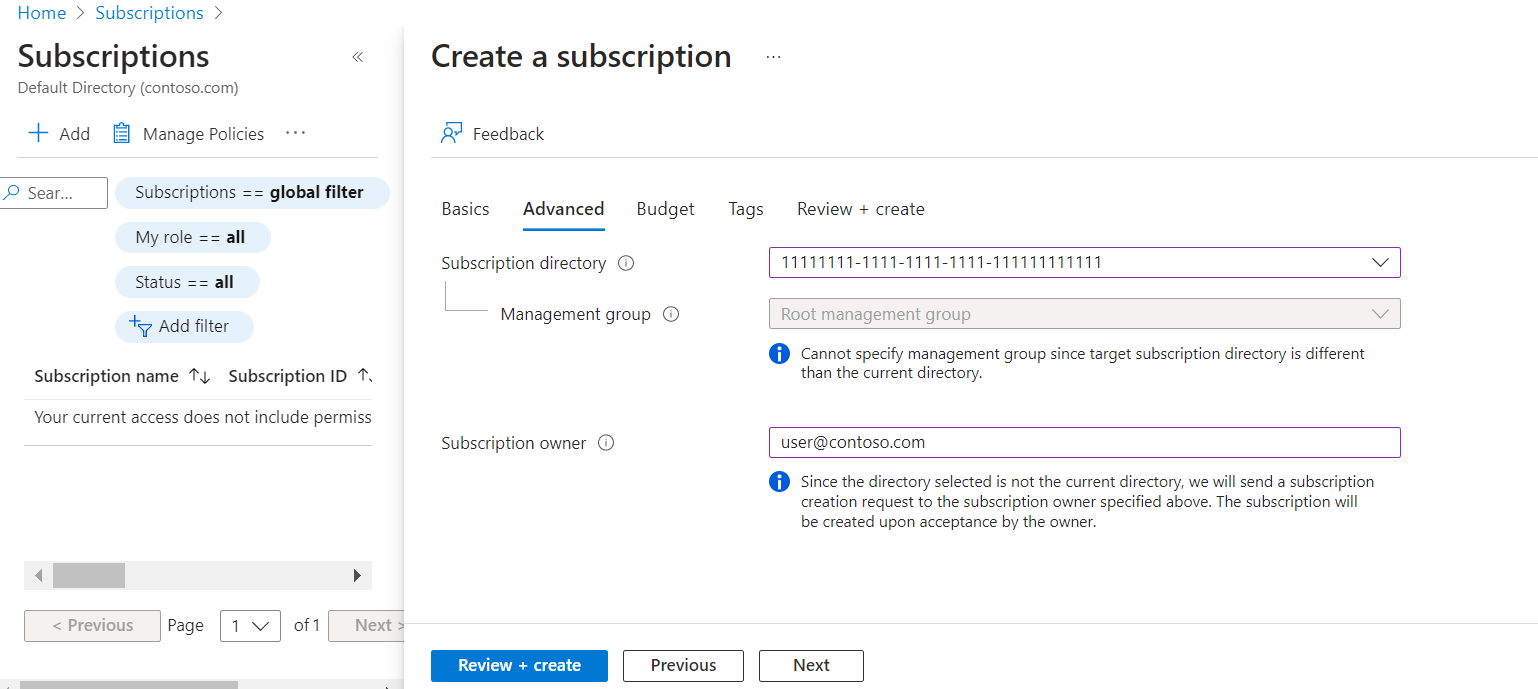 Home > Subscriptions >
Subscriptions «
Default Directory (contoso.com)
+ Add Manage Policies ...
Sear...
Subscriptions == global filter
My role == all
Status == all
Add filter
Subscription name ↑↓ Subscription ID ↑
Your current access does not include permiss
< Previous Page 1 of 1 Next >
Create a subscription ...
Feedback
Basics Advanced Budget Tags Review + create
Subscription directory 11111111-1111-1111-1111-111111111111
Management group Root management group
Cannot specify management group since target subscription directory is different
than the current directory.
Subscription owner user@contoso.com
Since the directory selected is not the current directory, we will send a subscription
creation request to the subscription owner specified above. The subscription will
be created upon acceptance by the owner.
Review + create Previous Next